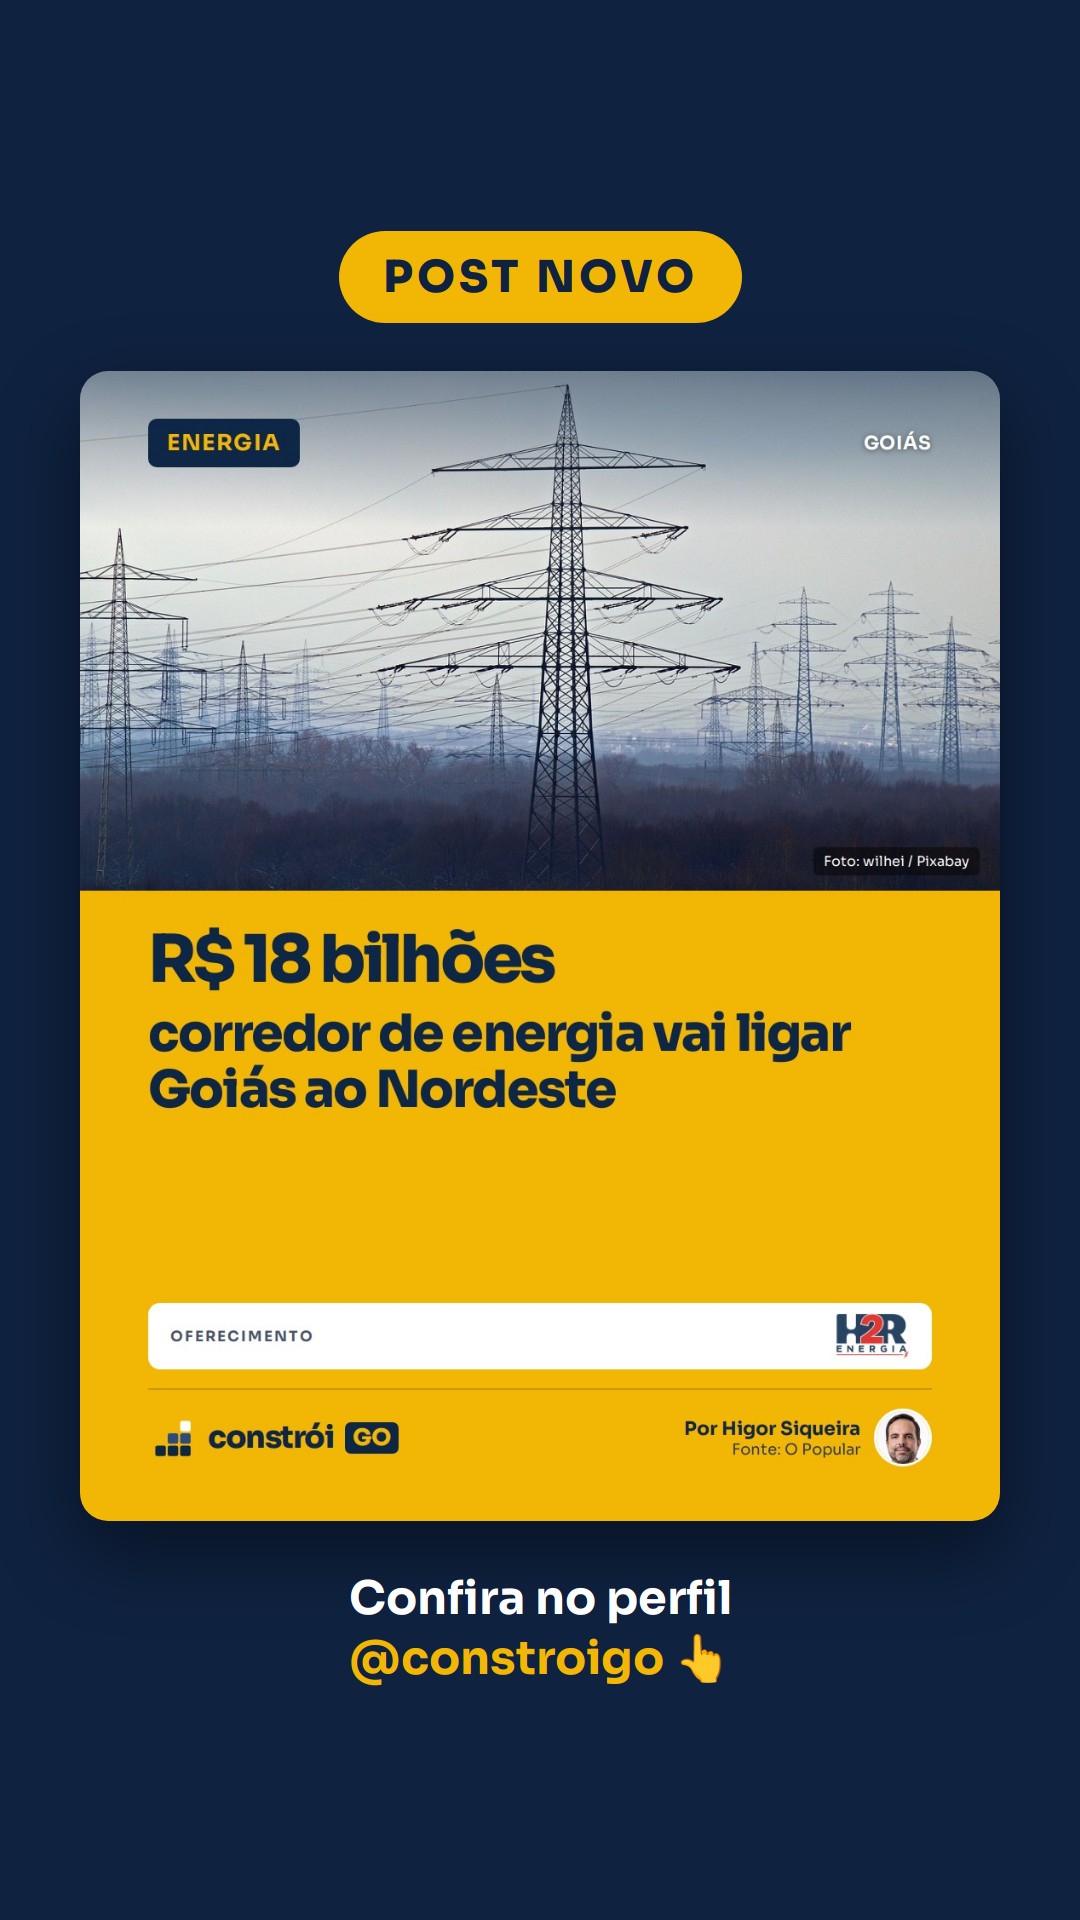 POST NOVO
ENERGIA
GOIÁS
Foto: wilhei / Pixabay
R$ 18 bilhões
corredor de energia vai ligar
Goiás ao Nordeste
OFERECIMENTO
H2R
ENERGIA
constrói GO
Por Higor Siqueira
Fonte: O Popular
Confira no perfil
@constroigo 👆